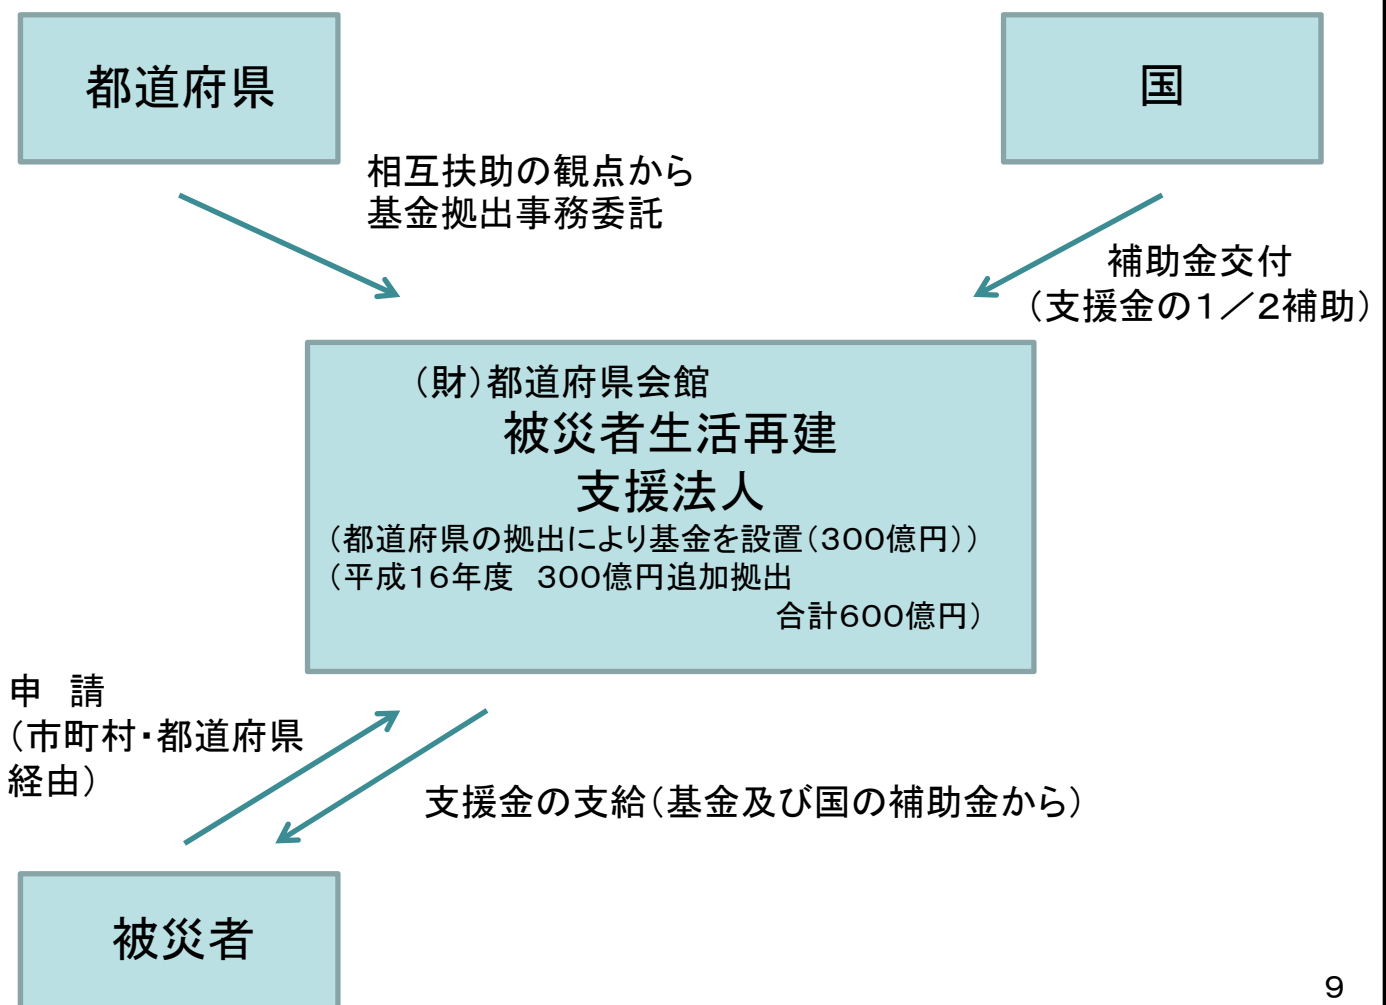 都道府県
国
相互扶助の観点から
基金拠出事務委託
補助金交付
(支援金の1／2補助)
(財)都道府県会館
被災者生活再建
支援法人
(都道府県の拠出により基金を設置(300億円))
(平成16年度　300億円追加拠出
合計600億円)
申　請
(市町村・都道府県
経由)
支援金の支給(基金及び国の補助金から)
被災者
9